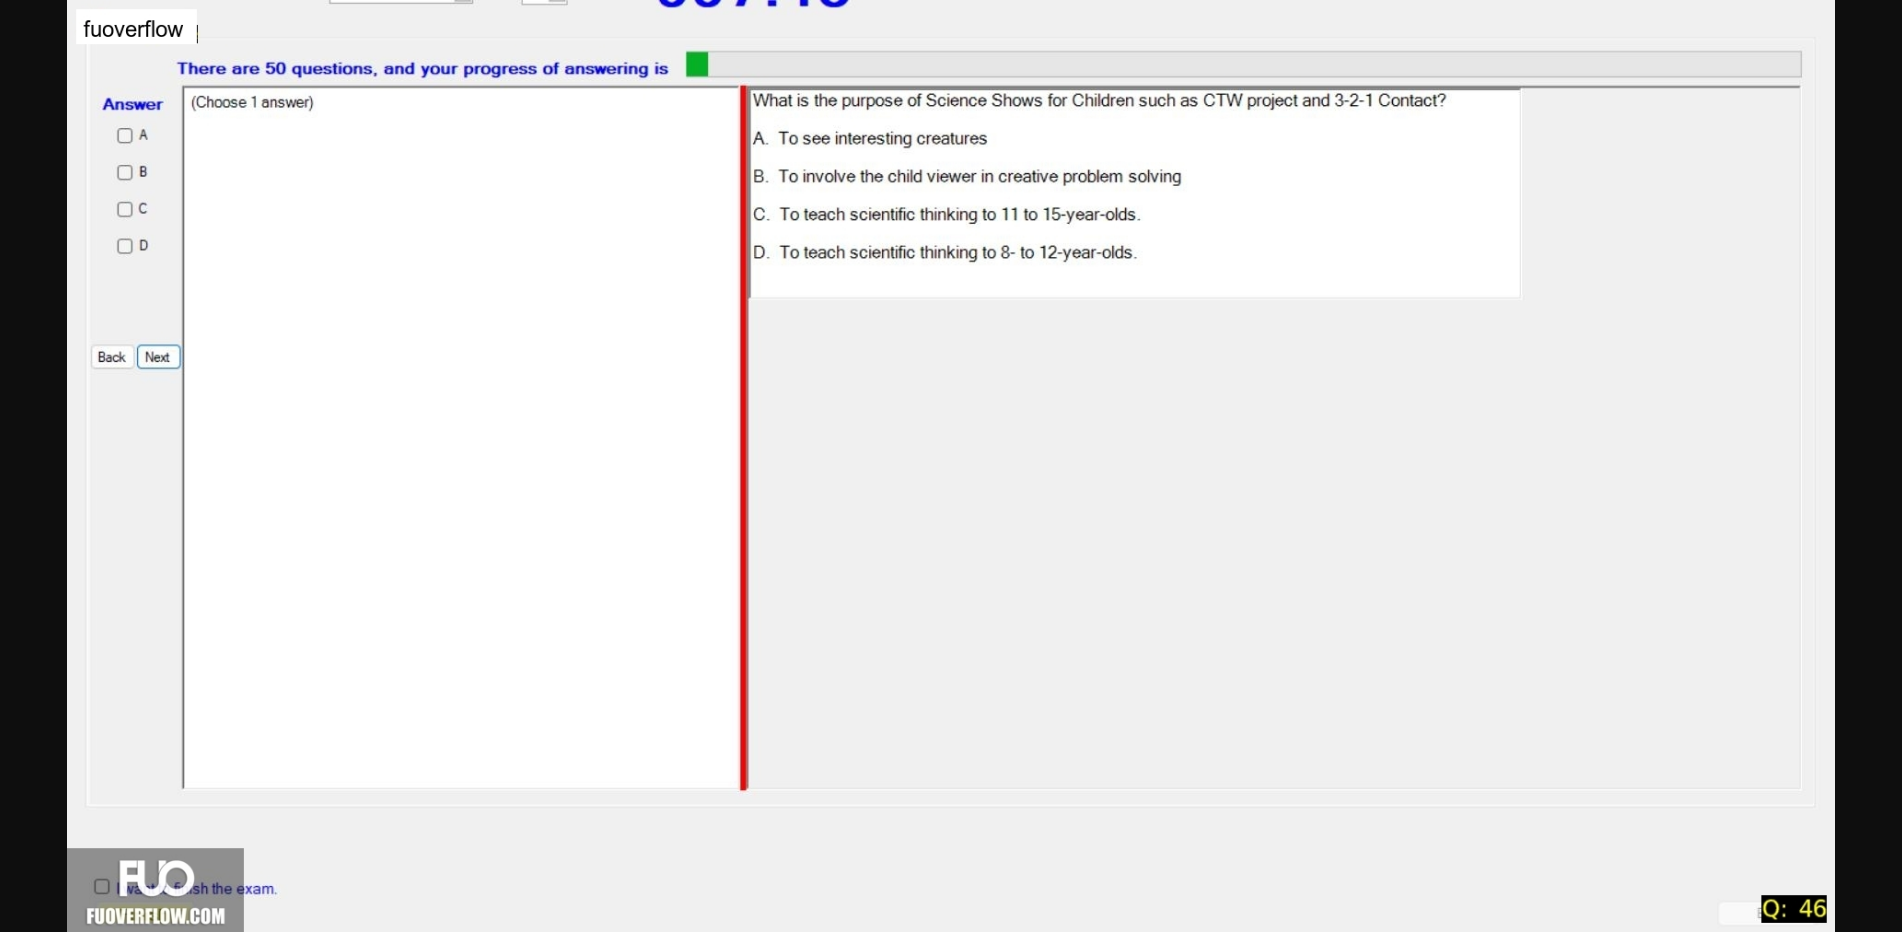 fuoverflow
There are 50 questions, and your progress of answering is
Answer
(Choose 1 answer)
A
B
C
D
Back Next
What is the purpose of Science Shows for Children such as CTW project and 3-2-1 Contact?
A. To see interesting creatures
B. To involve the child viewer in creative problem solving
C. To teach scientific thinking to 11 to 15-year-olds.
D. To teach scientific thinking to 8- to 12-year-olds.
FUO
the exam.
FUOVERFLOW.COM
Q: 46